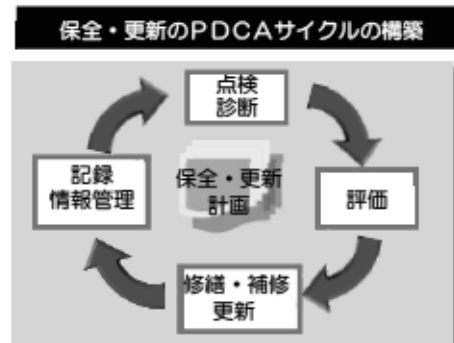 保全・更新のPDCAサイクルの構築
点検
診断
記録
情報管理
保全・更新
計画
評価
修繕・補修
更新